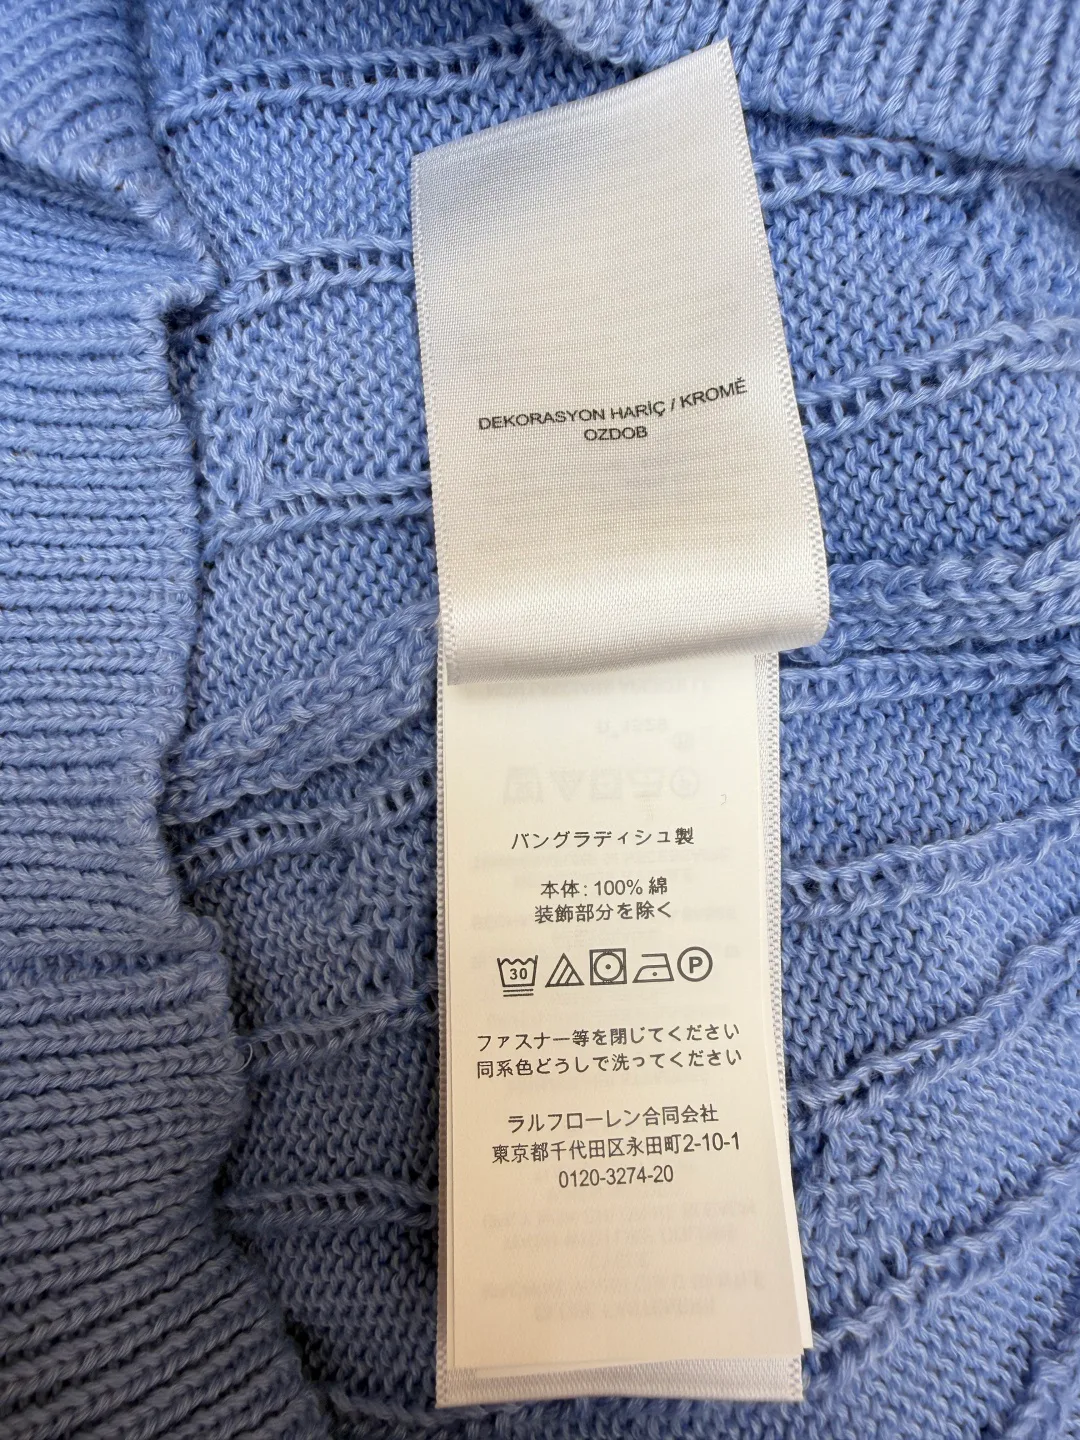 DEKORASYON HARİÇ / KROMĚ
OZDOB
バングラディシュ製
本体: 100% 綿
装飾部分を除く
30
P
ファスナー等を閉じてください
同系色どうしで洗ってください
ラルフローレン合同会社
東京都千代田区永田町2-10-1
0120-3274-20